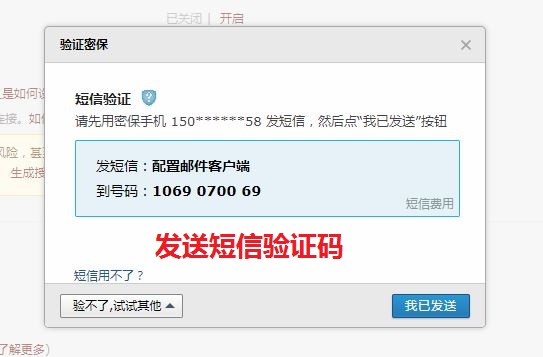 已关闭 | 开启
验证密保
是如何设
短信验证
请先用密保手机 150******58 发短信，然后点“我已发送”按钮
连接。如何
风险，甚至
生成授
发短信：配置邮件客户端
到号码：1069 0700 69
短信费用
发送短信验证码
短信用不了？
验不了,试试其他
我已发送
了解更多)